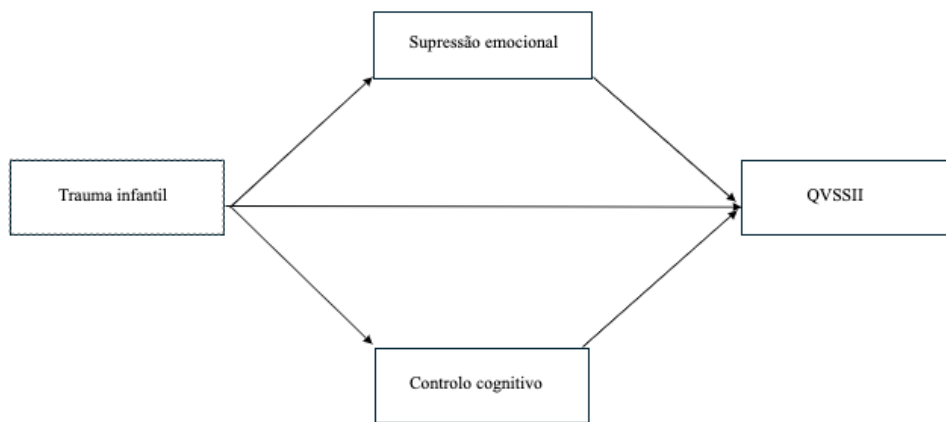 Supressão emocional
Trauma infantil
QVSSII
Controlo cognitivo